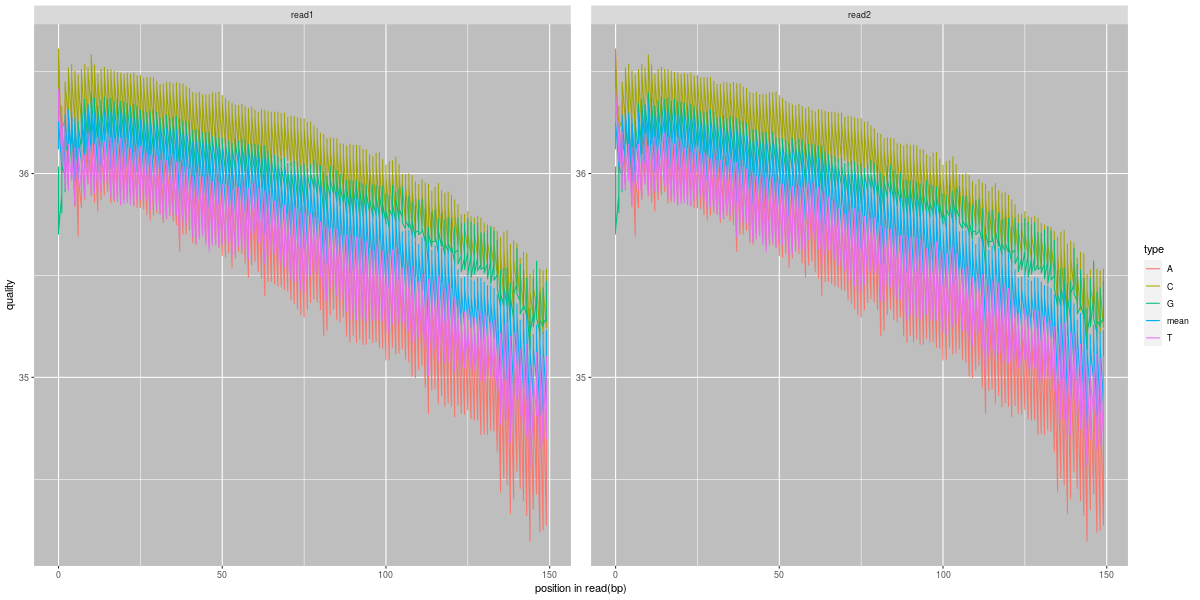 read1 read2
36 36
35 35
quality
0 50 100 150 0 50 100 150
position in read(bp)
type
A
C
G
mean
T